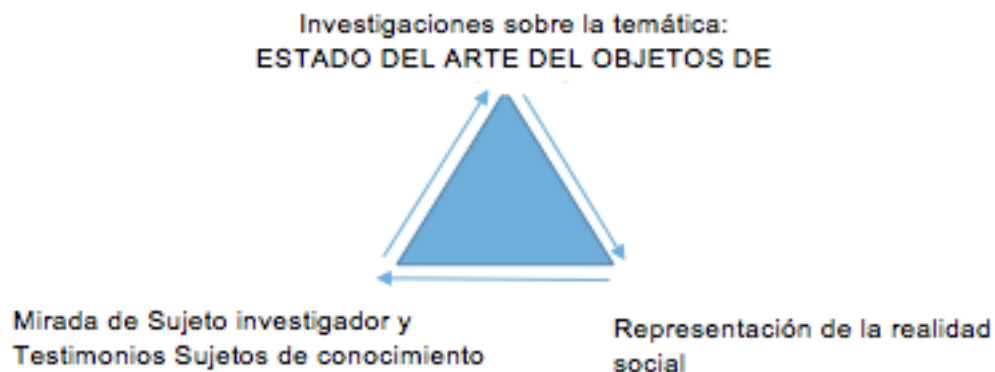 Investigaciones sobre la temática:
ESTADO DEL ARTE DEL OBJETOS DE
Mirada de Sujeto investigador y
Testimonios Sujetos de conocimiento
Representación de la realidad
social